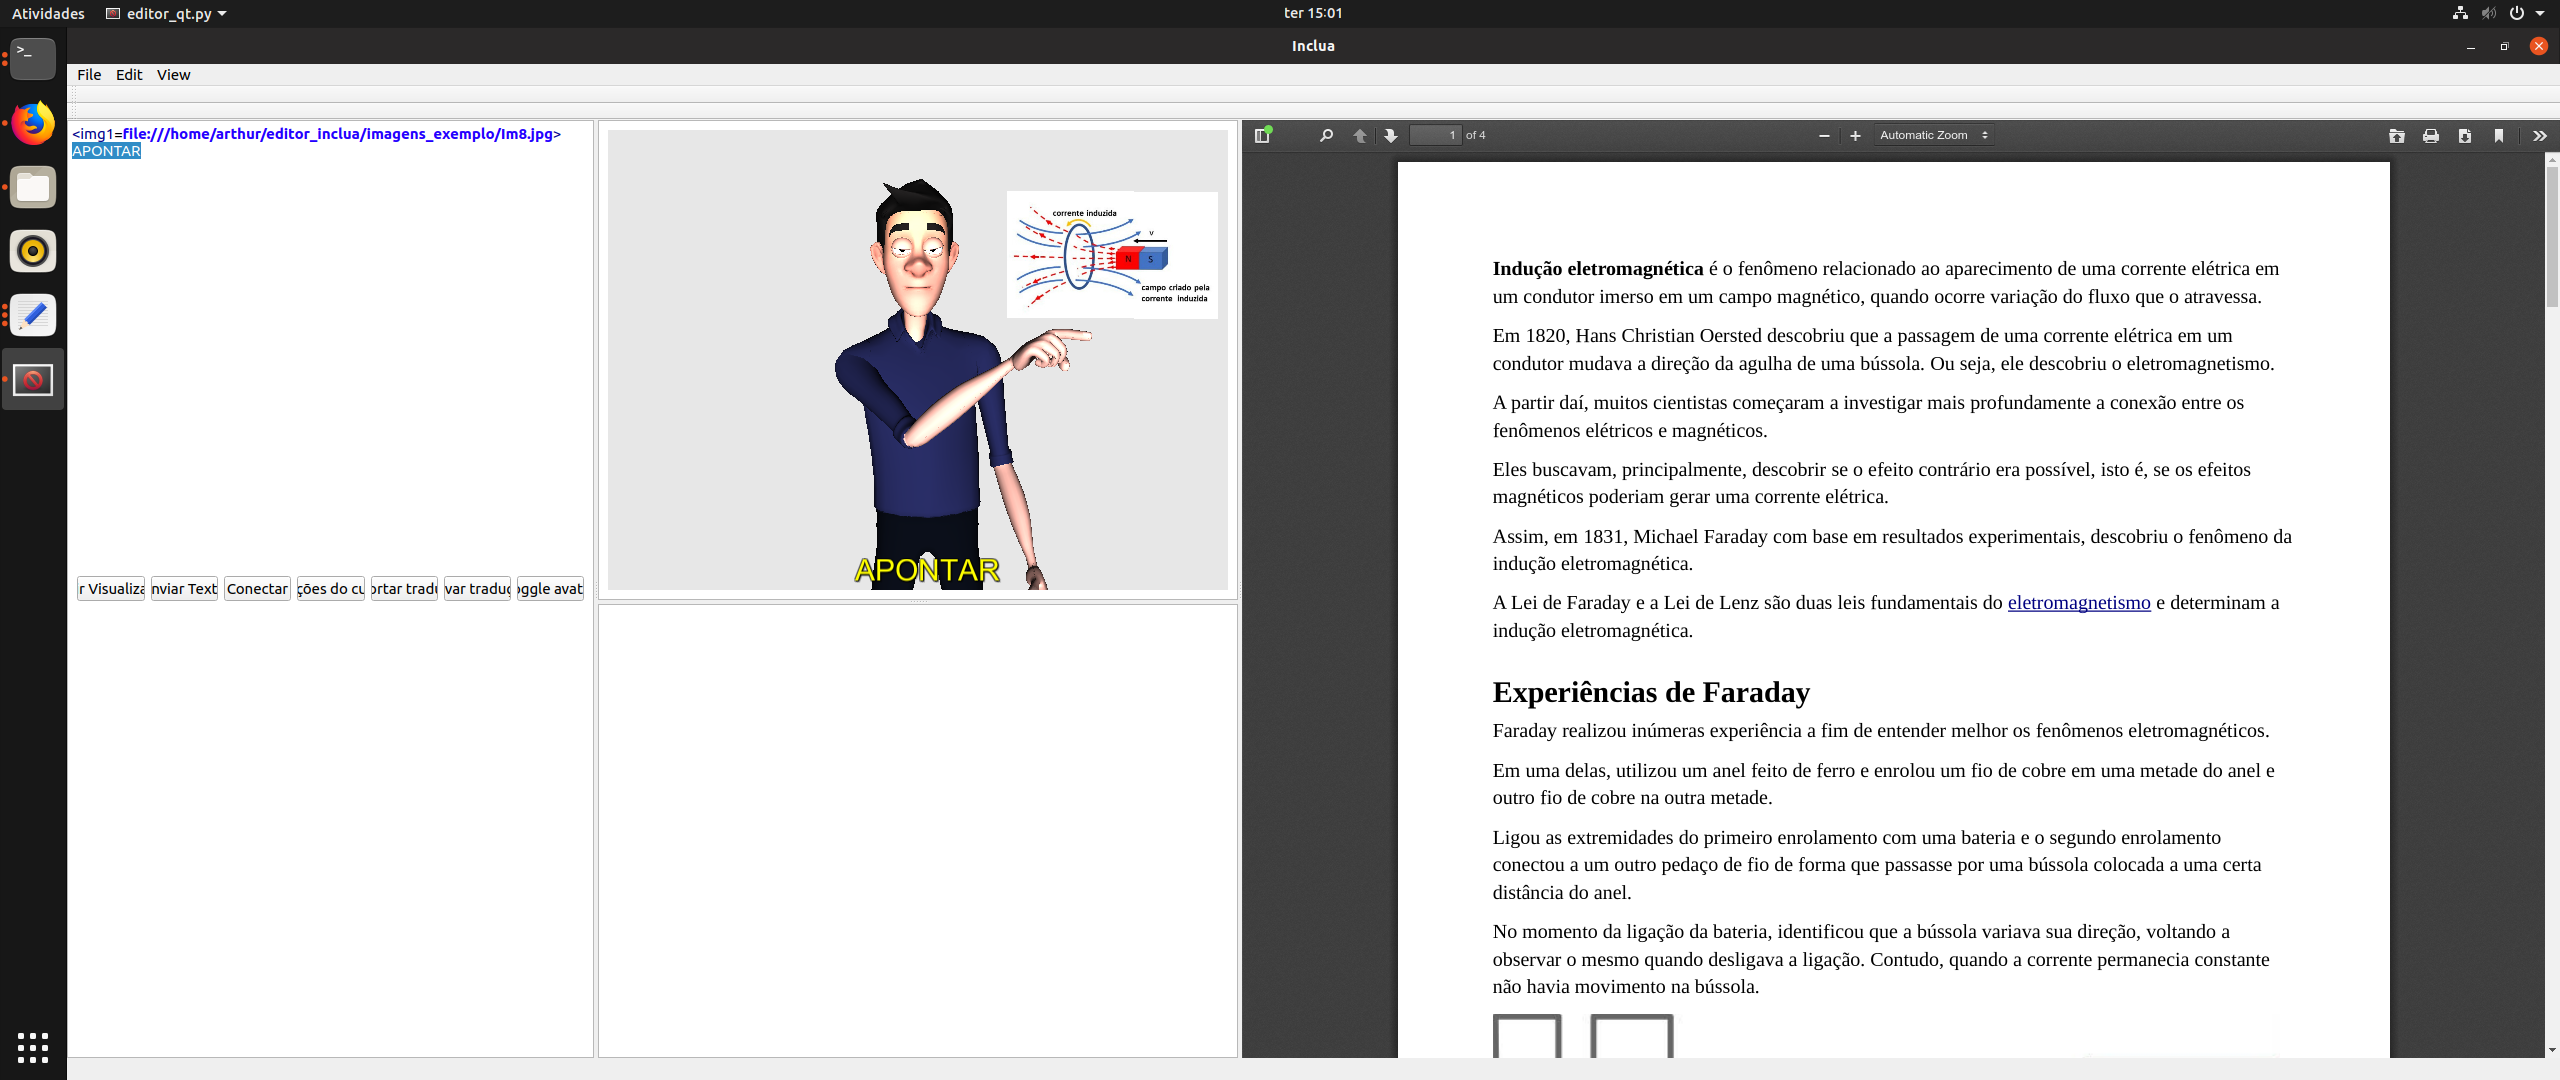 Atividades
editor_qt.py
ter 15:01
Inclua
File Edit View
<img1=file:///home/arthur/editor_inclua/imagens_exemplo/Im8.jpg>
APONTAR
r Visualiza
nviar Text
Conectar
ções do cu
ortar tradu
var traduç
oggle avat
corrente induzida
v
N S
campo criado pela
corrente induzida
APONTAR
1 of 4
Automatic Zoom
Indução eletromagnética é o fenômeno relacionado ao aparecimento de uma corrente elétrica em
um condutor imerso em um campo magnético, quando ocorre variação do fluxo que o atravessa.
Em 1820, Hans Christian Oersted descobriu que a passagem de uma corrente elétrica em um
condutor mudava a direção da agulha de uma bússola. Ou seja, ele descobriu o eletromagnetismo.
A partir daí, muitos cientistas começaram a investigar mais profundamente a conexão entre os
fenômenos elétricos e magnéticos.
Eles buscavam, principalmente, descobrir se o efeito contrário era possível, isto é, se os efeitos
magnéticos poderiam gerar uma corrente elétrica.
Assim, em 1831, Michael Faraday com base em resultados experimentais, descobriu o fenômeno da
indução eletromagnética.
A Lei de Faraday e a Lei de Lenz são duas leis fundamentais do eletromagnetismo e determinam a
indução eletromagnética.
Experiências de Faraday
Faraday realizou inúmeras experiência a fim de entender melhor os fenômenos eletromagnéticos.
Em uma delas, utilizou um anel feito de ferro e enrolou um fio de cobre em uma metade do anel e
outro fio de cobre na outra metade.
Ligou as extremidades do primeiro enrolamento com uma bateria e o segundo enrolamento
conectou a um outro pedaço de fio de forma que passasse por uma bússola colocada a uma certa
distância do anel.
No momento da ligação da bateria, identificou que a bússola variava sua direção, voltando a
observar o mesmo quando desligava a ligação. Contudo, quando a corrente permanecia constante
não havia movimento na bússola.